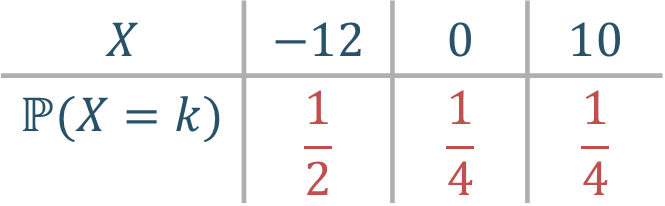 X −12 0 10
ℙ(X = k) 1/2 1/4 1/4